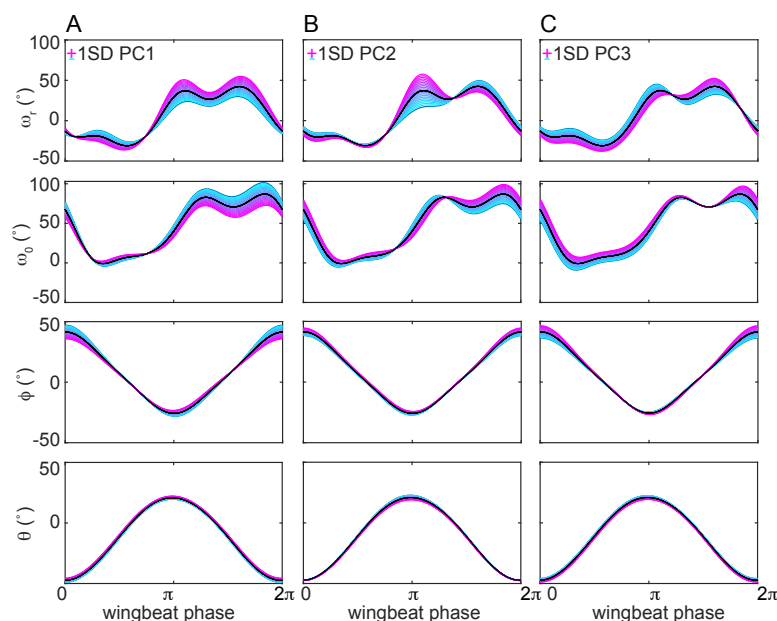 A
B
C
100
50
0
-50
ω_r (°)
+1SD PC1
+1SD PC2
+1SD PC3
100
50
0
-50
ω_0 (°)
50
0
-50
ϕ (°)
50
0
θ (°)
0
π
2π
0
π
2π
0
π
2π
wingbeat phase
wingbeat phase
wingbeat phase